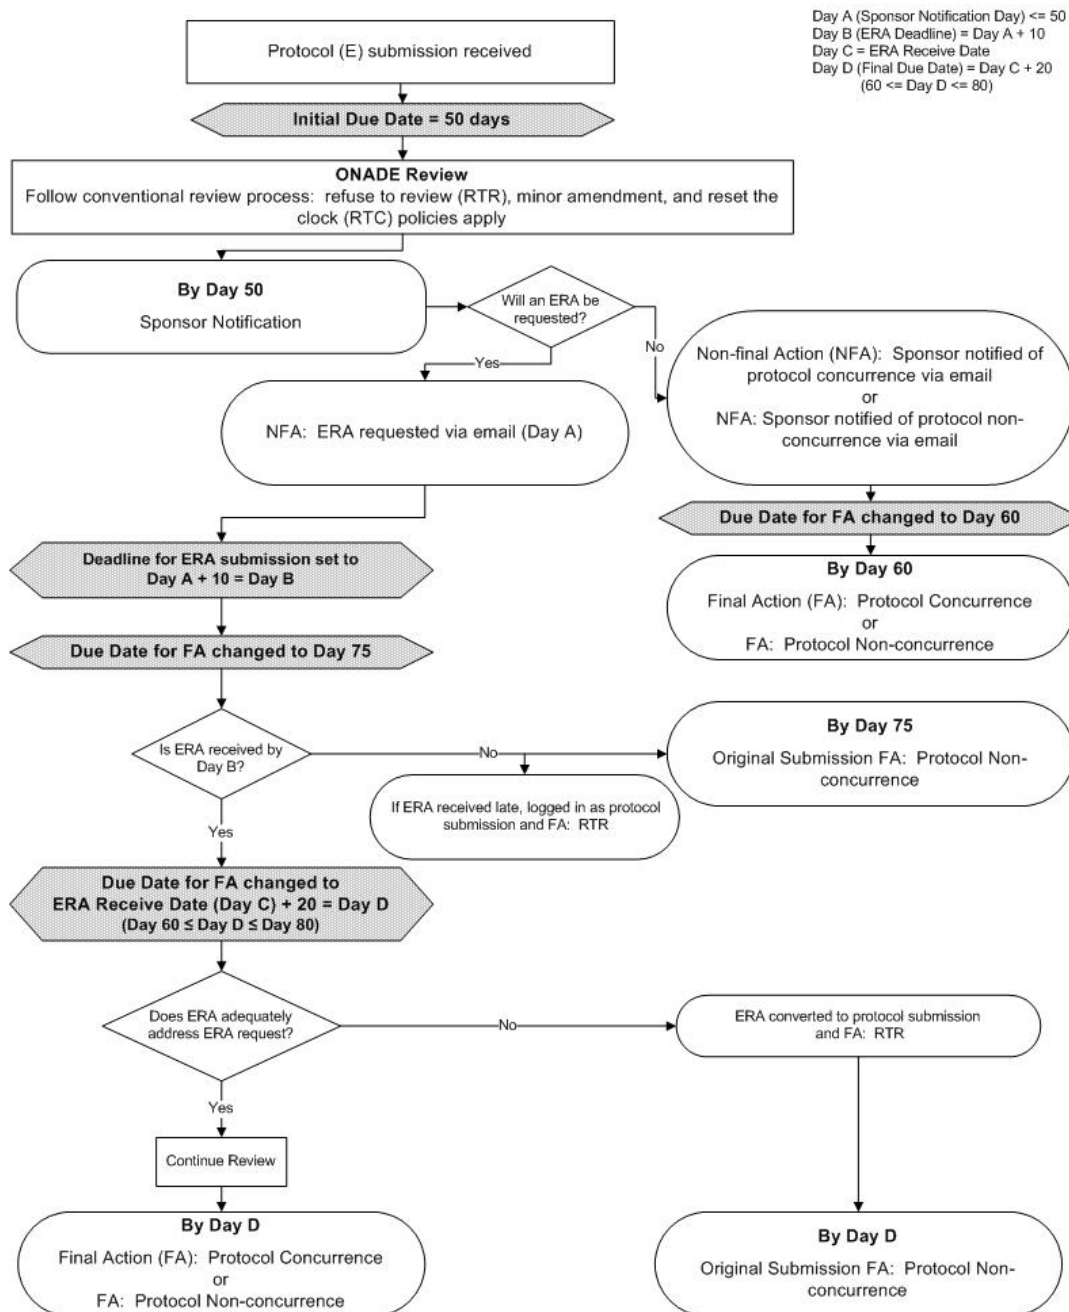 Day A (Sponsor Notification Day) <= 50
Day B (ERA Deadline) = Day A + 10
Day C = ERA Receive Date
Day D (Final Due Date) = Day C + 20
(60 <= Day D <= 80)
Protocol (E) submission received
Initial Due Date = 50 days
ONADE Review
Follow conventional review process: refuse to review (RTR), minor amendment, and reset the
clock (RTC) policies apply
By Day 50
Sponsor Notification
Will an ERA be
requested?
Yes
No
Non-final Action (NFA): Sponsor notified of
protocol concurrence via email
or
NFA: Sponsor notified of protocol non-
concurrence via email
NFA: ERA requested via email (Day A)
Due Date for FA changed to Day 60
Deadline for ERA submission set to
Day A + 10 = Day B
By Day 60
Final Action (FA): Protocol Concurrence
or
FA: Protocol Non-concurrence
Due Date for FA changed to Day 75
Is ERA received by
Day B?
No
By Day 75
Original Submission FA: Protocol Non-
concurrence
If ERA received late, logged in as protocol
submission and FA: RTR
Yes
Due Date for FA changed to
ERA Receive Date (Day C) + 20 = Day D
(Day 60 ≤ Day D ≤ Day 80)
Does ERA adequately
address ERA request?
No
ERA converted to protocol submission
and FA: RTR
Yes
Continue Review
By Day D
Final Action (FA): Protocol Concurrence
or
FA: Protocol Non-concurrence
By Day D
Original Submission FA: Protocol Non-
concurrence